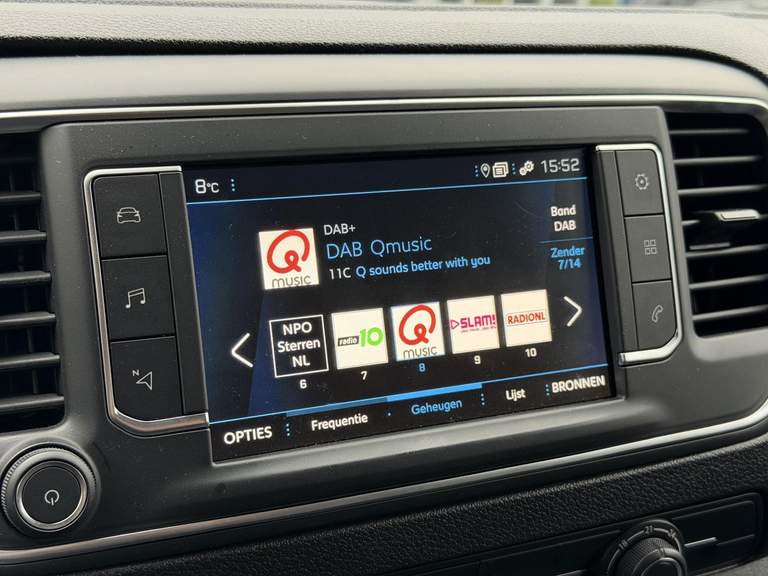 8°C
15:52
DAB+
DAB Qmusic
11C Q sounds better with you
Q
MUSIC
Band
DAB
Zender
7/14
NPO
Sterren
NL
radio 10
Q
MUSIC
SLAM!
RADIONL
6
7
8
9
10
OPTIES
Frequentie
Geheugen
Lijst
BRONNEN
N
21